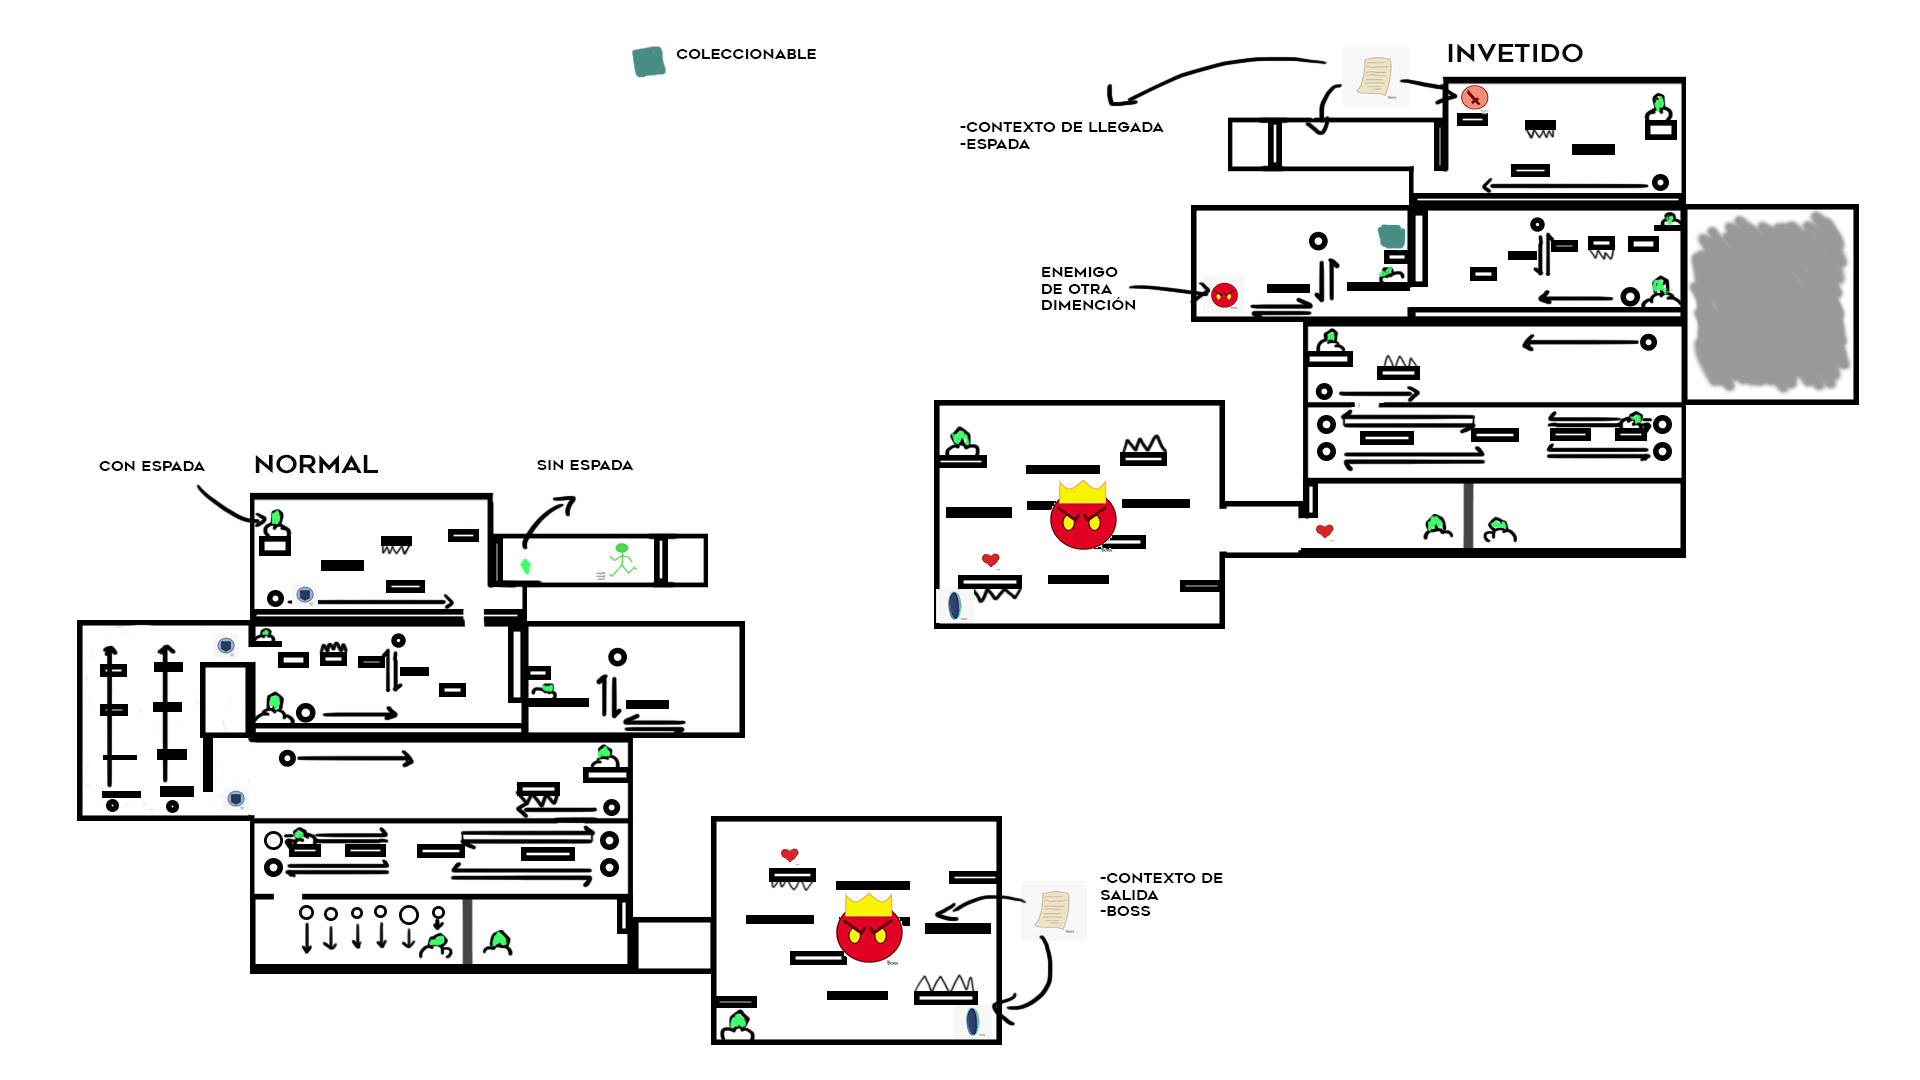 COLECCIONABLE
INVETIDO
-CONTEXTO DE LLEGADA
-ESPADA
ENEMIGO
DE OTRA
DIMENCIÓN
CON ESPADA
NORMAL
SIN ESPADA
-CONTEXTO DE
SALIDA
-BOSS
Boss